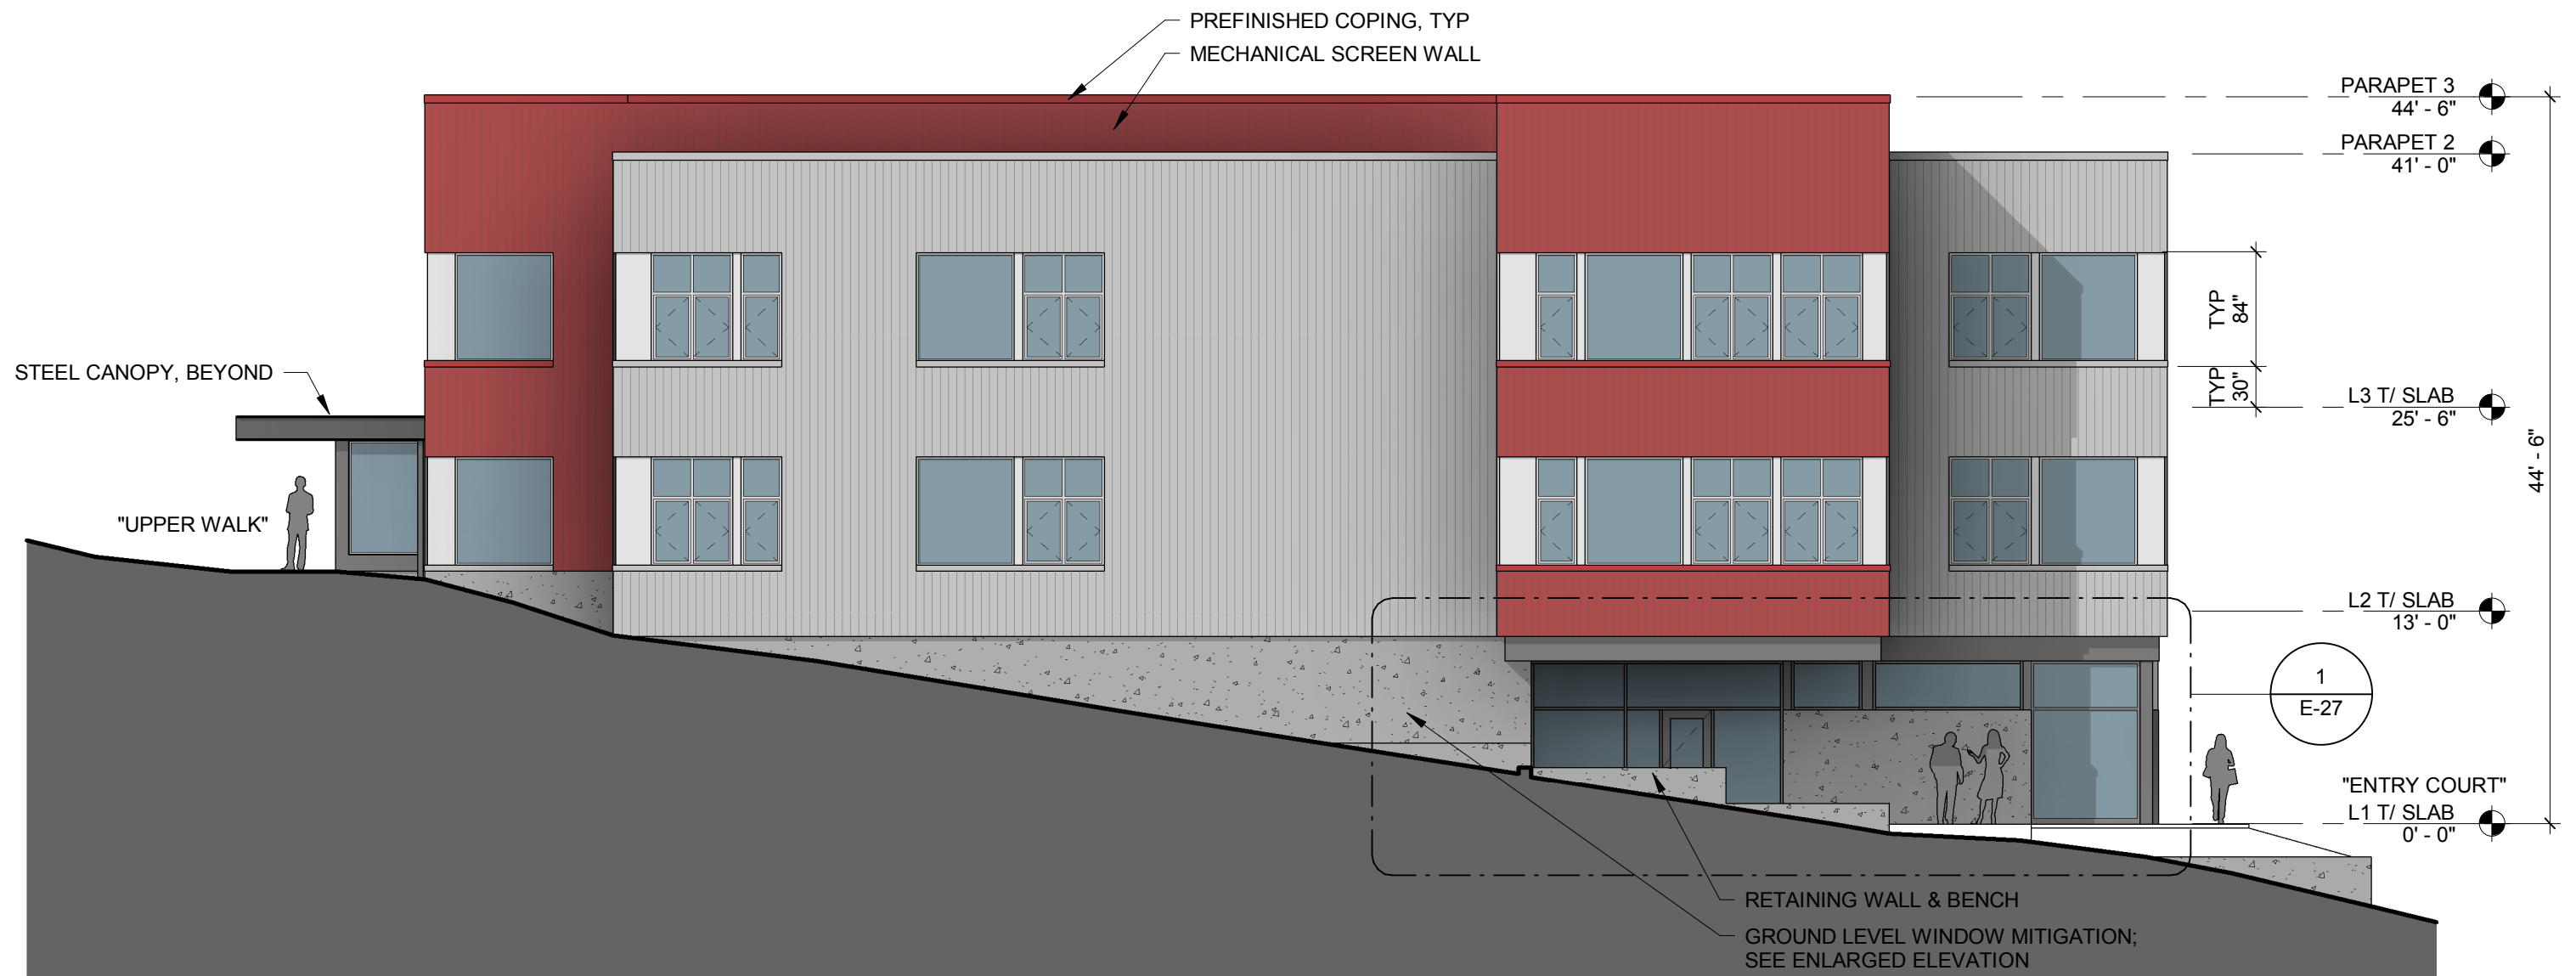 PREFINISHED COPING, TYP
MECHANICAL SCREEN WALL
PARAPET 3
44' - 6"
PARAPET 2
41' - 0"
TYP
84"
STEEL CANOPY, BEYOND
TYP
30"
L3 T/ SLAB
25' - 6"
44' - 6"
"UPPER WALK"
L2 T/ SLAB
13' - 0"
1
E-27
"ENTRY COURT"
L1 T/ SLAB
0' - 0"
RETAINING WALL & BENCH
GROUND LEVEL WINDOW MITIGATION;
SEE ENLARGED ELEVATION